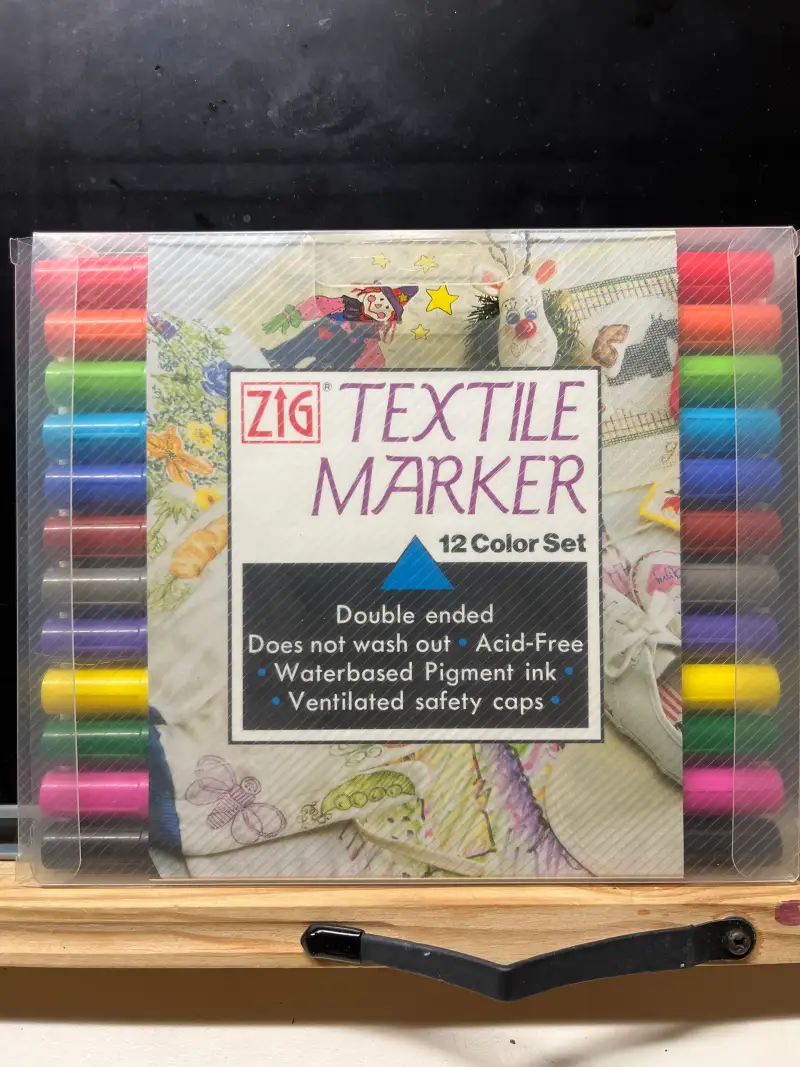 ZIG® TEXTILE
MARKER
12 Color Set
Double ended
Does not wash out • Acid-Free
• Waterbased Pigment ink •
• Ventilated safety caps •